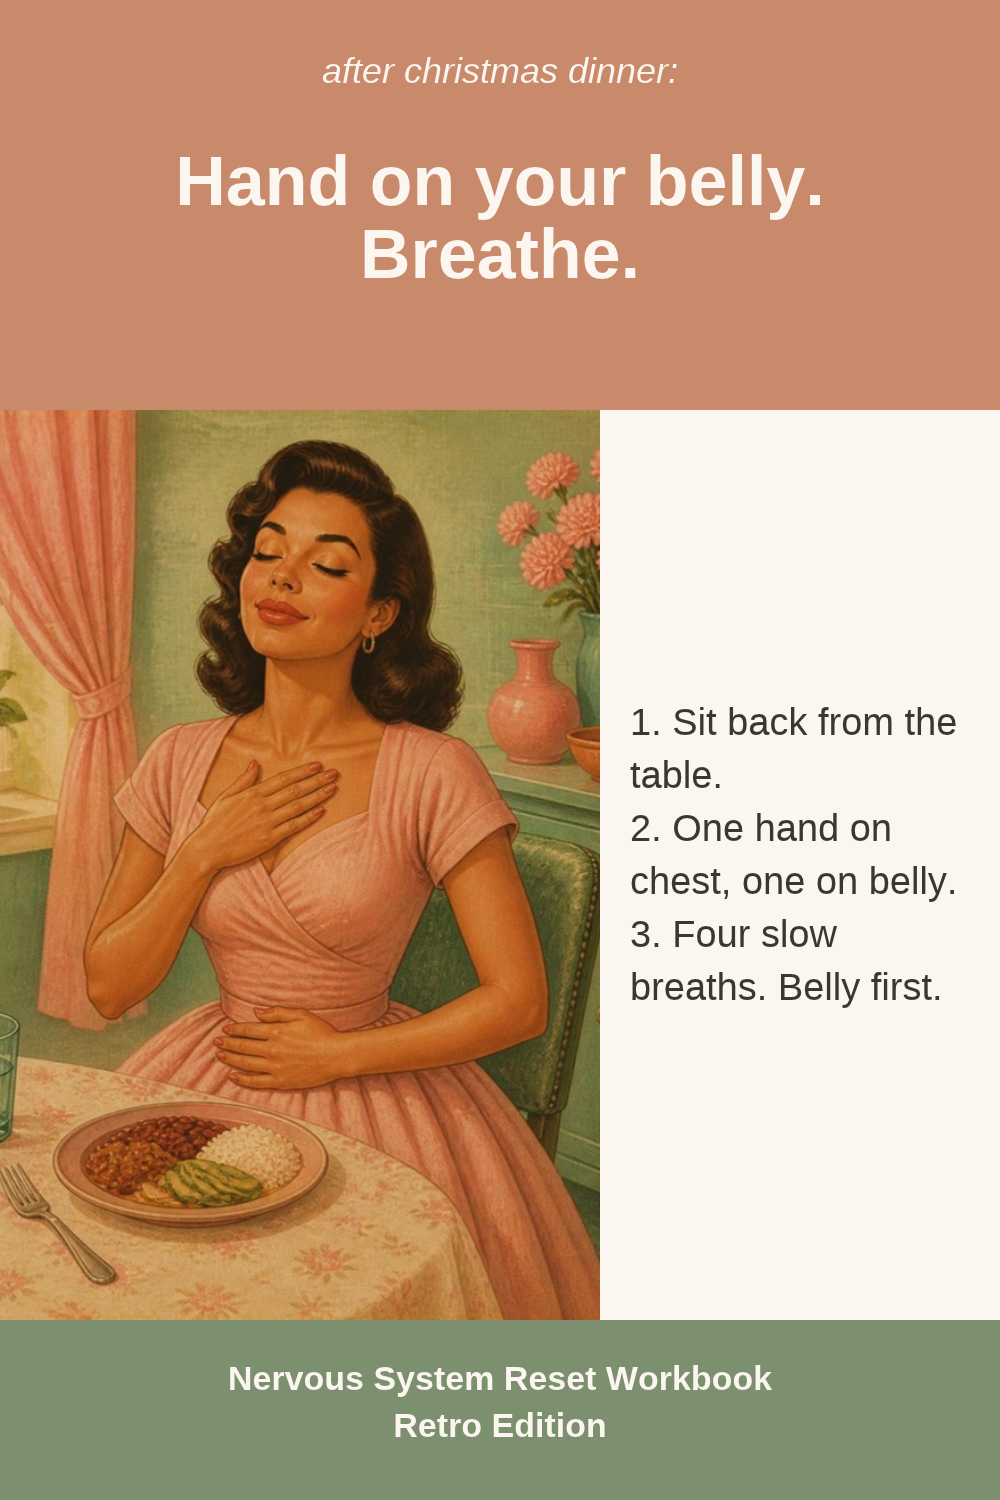 after christmas dinner:
Hand on your belly.
Breathe.
1. Sit back from the
table.
2. One hand on
chest, one on belly.
3. Four slow
breaths. Belly first.
Nervous System Reset Workbook
Retro Edition